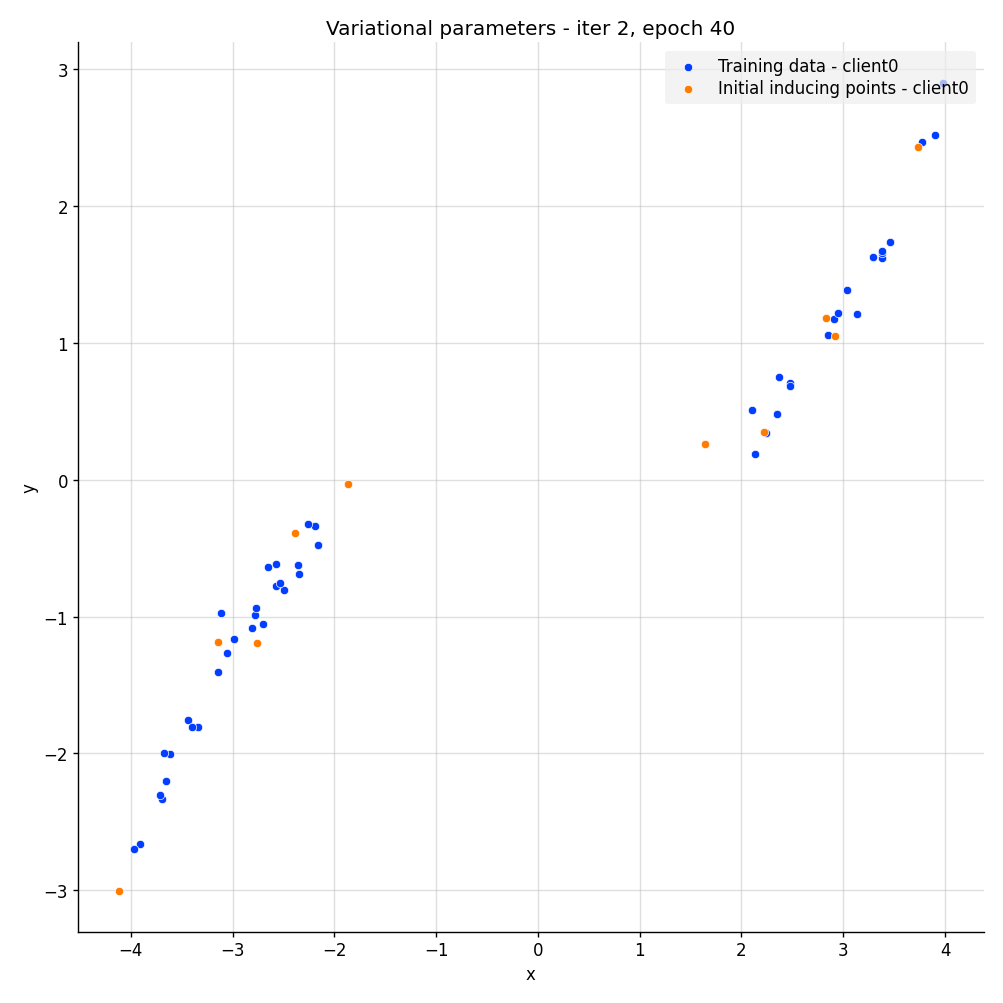 Variational parameters - iter 2, epoch 40
Training data - client0
Initial inducing points - client0
3
2
1
0
−1
−2
−3
y
−4 −3 −2 −1 0 1 2 3 4
x